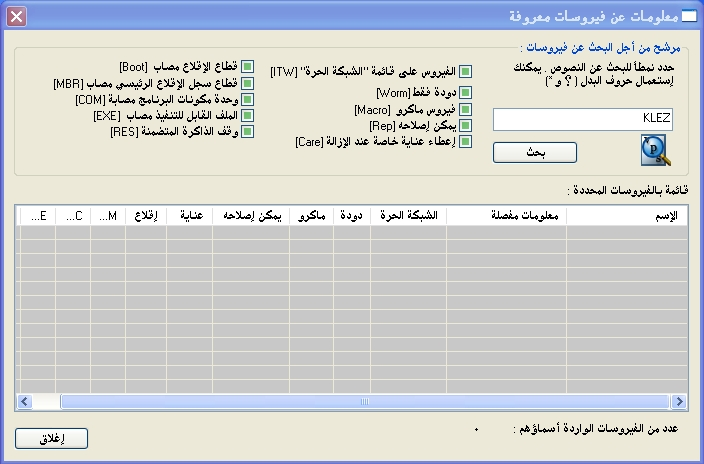 معلومات عن فيروسات معروفة
مرشح من أجل البحث عن فيروسات :
حدد نمطاً للبحث عن النصوص . يمكنك
إستعمال حروف البدل ( ؟ و *)
KLEZ
بحث
الفيروس على قائمة "الشبكة الحرة" [ITW]
دودة فقط [Worm]
فيروس ماكرو [Macro]
يمكن إصلاحه [Rep]
إعطاء عناية خاصة عند الإزالة [Care]
قطاع الإقلاع مصاب [Boot]
قطاع سجل الإقلاع الرئيسي مصاب [MBR]
وحدة مكونات البرنامج مصابة [COM]
الملف القابل للتنفيذ مصاب [EXE]
وقف الذاكرة المتضمنة [RES]
قائمة بالفيروسات المحددة :
الإسم معلومات مفصلة الشبكة الحرة دودة ماكرو يمكن إصلاحه عناية إقلاع M... C... E...
عدد من الفيروسات الواردة أسماؤهم : ٠
إغلاق